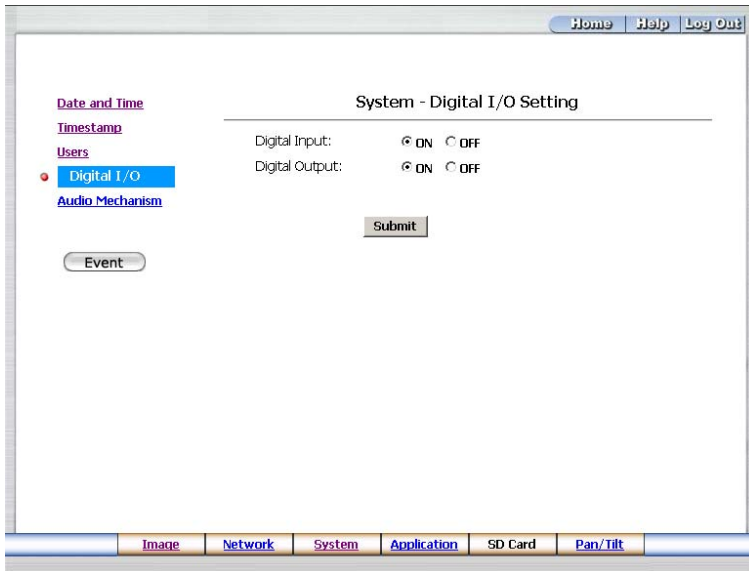 Home Help Log Out
System - Digital I/O Setting
Date and Time
Timestamp
Users
Digital I/O
Audio Mechanism
Event
Digital Input: ON OFF
Digital Output: ON OFF
Submit
Image Network System Application SD Card Pan/Tilt